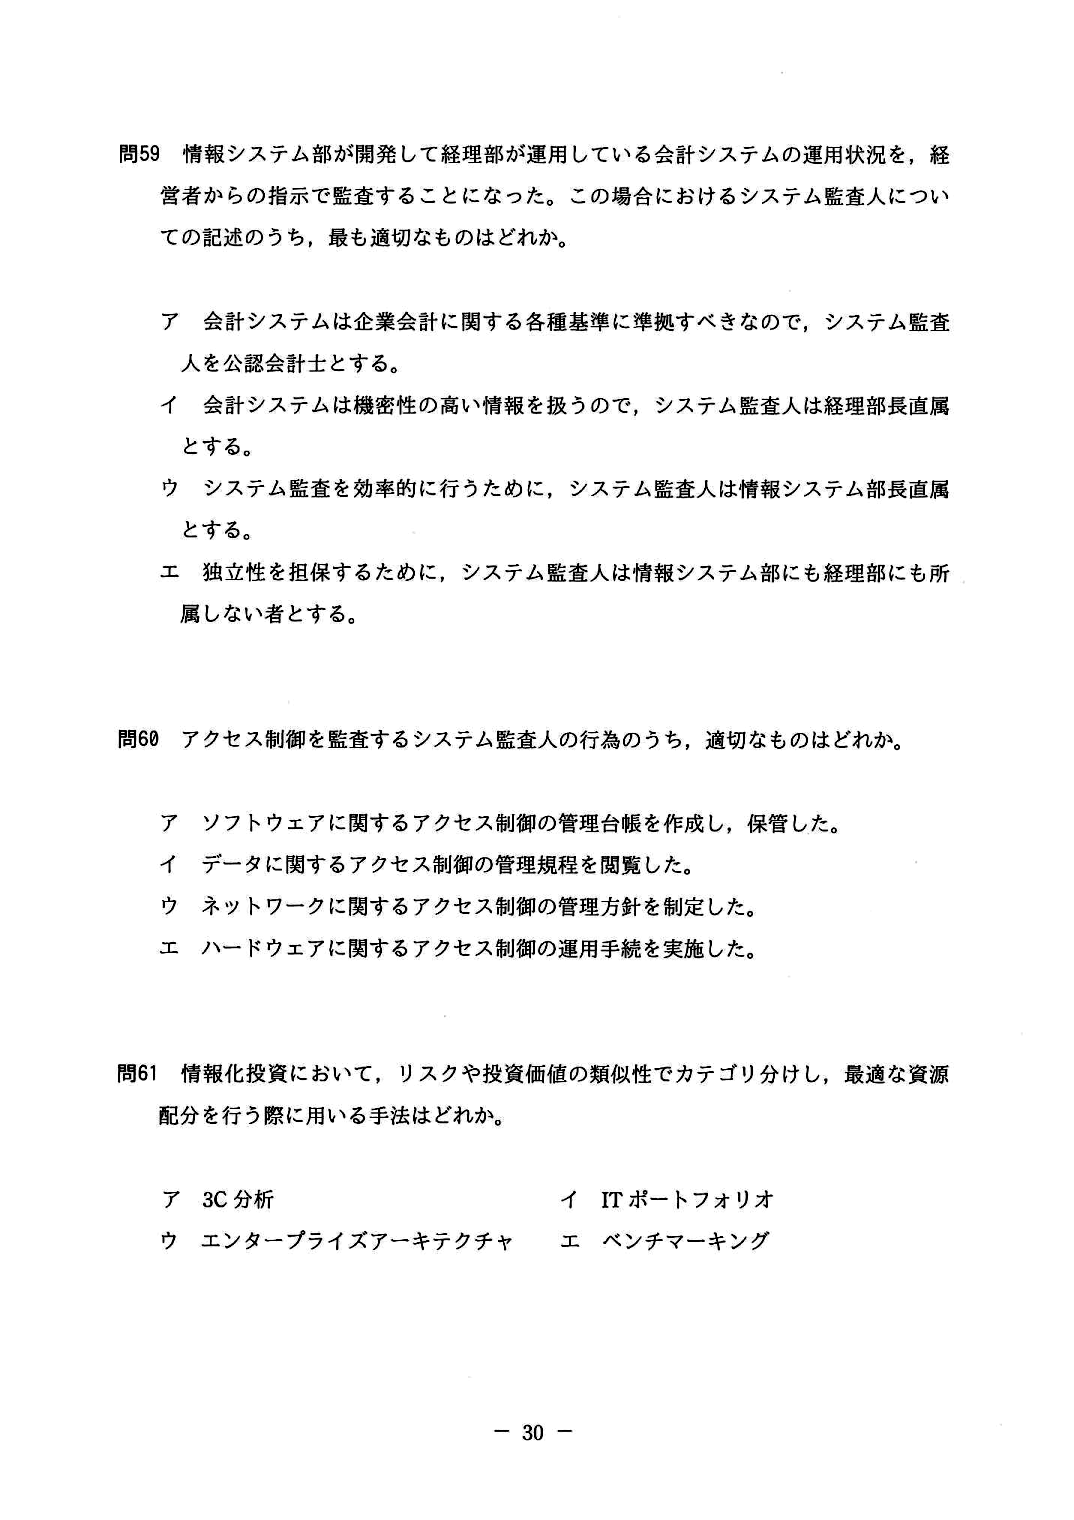 問59 情報システム部が開発して経理部が運用している会計システムの運用状況を，経
営者からの指示で監査することになった。この場合におけるシステム監査人につい
ての記述のうち，最も適切なものはどれか。
ア 会計システムは企業会計に関する各種基準に準拠すべきなので，システム監査
人を公認会計士とする。
イ 会計システムは機密性の高い情報を扱うので，システム監査人は経理部長直属
とする。
ウ システム監査を効率的に行うために，システム監査人は情報システム部長直属
とする。
エ 独立性を担保するために，システム監査人は情報システム部にも経理部にも所
属しない者とする。
問60 アクセス制御を監査するシステム監査人の行為のうち，適切なものはどれか。
ア ソフトウェアに関するアクセス制御の管理台帳を作成し，保管した。
イ データに関するアクセス制御の管理規程を閲覧した。
ウ ネットワークに関するアクセス制御の管理方針を制定した。
エ ハードウェアに関するアクセス制御の運用手続を実施した。
問61 情報化投資において，リスクや投資価値の類似性でカテゴリ分けし，最適な資源
配分を行う際に用いる手法はどれか。
ア 3C 分析 イ IT ポートフォリオ
ウ エンタープライズアーキテクチャ エ ベンチマーキング
－ 30 －